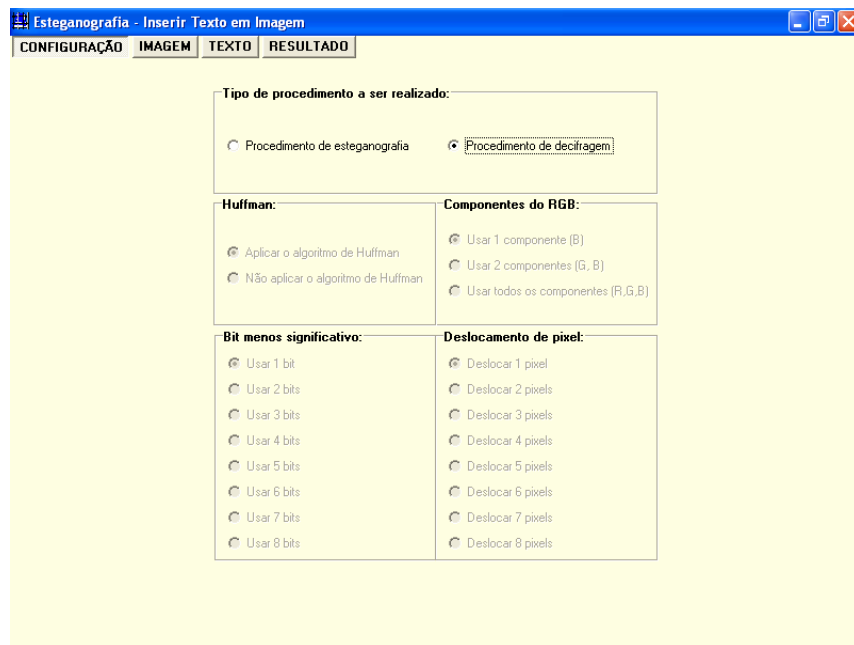 Esteganografia - Inserir Texto em Imagem
CONFIGURAÇÃO IMAGEM TEXTO RESULTADO
Tipo de procedimento a ser realizado:
Procedimento de esteganografia Procedimento de decifragem
Huffman:
Aplicar o algoritmo de Huffman
Não aplicar o algoritmo de Huffman
Componentes do RGB:
Usar 1 componente (B)
Usar 2 componentes (G, B)
Usar todos os componentes (R,G,B)
Bit menos significativo:
Usar 1 bit
Usar 2 bits
Usar 3 bits
Usar 4 bits
Usar 5 bits
Usar 6 bits
Usar 7 bits
Usar 8 bits
Deslocamento de pixel:
Deslocar 1 pixel
Deslocar 2 pixels
Deslocar 3 pixels
Deslocar 4 pixels
Deslocar 5 pixels
Deslocar 6 pixels
Deslocar 7 pixels
Deslocar 8 pixels